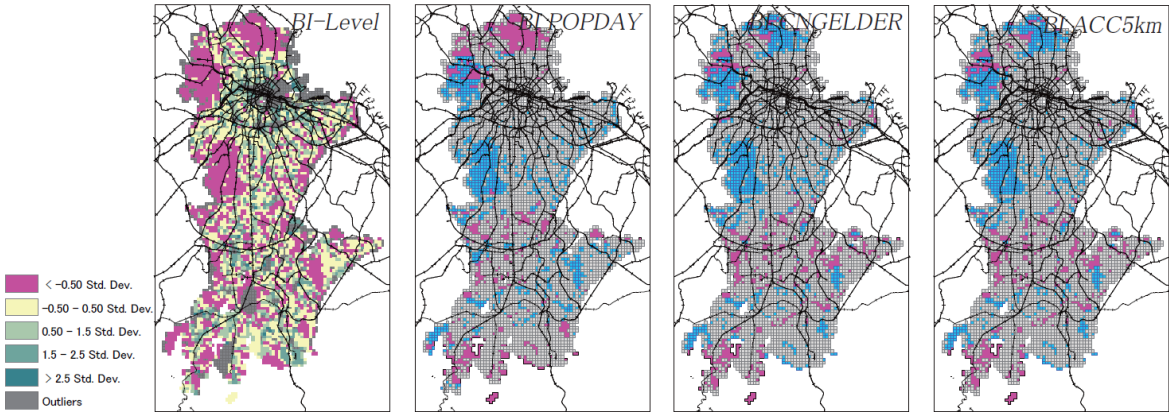 BI-Level
BI.POPDAY
BI.LNGELDER
BI.ACC5km
< -0.50 Std. Dev.
-0.50 - 0.50 Std. Dev.
0.50 - 1.5 Std. Dev.
1.5 - 2.5 Std. Dev.
> 2.5 Std. Dev.
Outliers